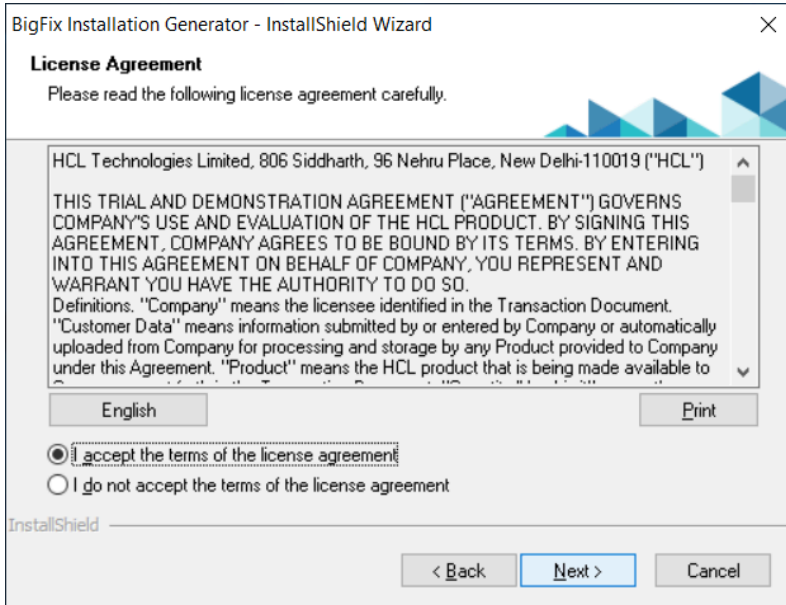 BigFix Installation Generator - InstallShield Wizard
License Agreement
Please read the following license agreement carefully.
HCL Technologies Limited, 806 Siddharth, 96 Nehru Place, New Delhi-110019 ("HCL")
THIS TRIAL AND DEMONSTRATION AGREEMENT ("AGREEMENT") GOVERNS
COMPANY'S USE AND EVALUATION OF THE HCL PRODUCT. BY SIGNING THIS
AGREEMENT, COMPANY AGREES TO BE BOUND BY ITS TERMS. BY ENTERING
INTO THIS AGREEMENT ON BEHALF OF COMPANY, YOU REPRESENT AND
WARRANT YOU HAVE THE AUTHORITY TO DO SO.
Definitions. "Company" means the licensee identified in the Transaction Document.
"Customer Data" means information submitted by or entered by Company or automatically
uploaded from Company for processing and storage by any Product provided to Company
under this Agreement. "Product" means the HCL product that is being made available to
English
Print
I accept the terms of the license agreement
I do not accept the terms of the license agreement
InstallShield
< Back
Next >
Cancel